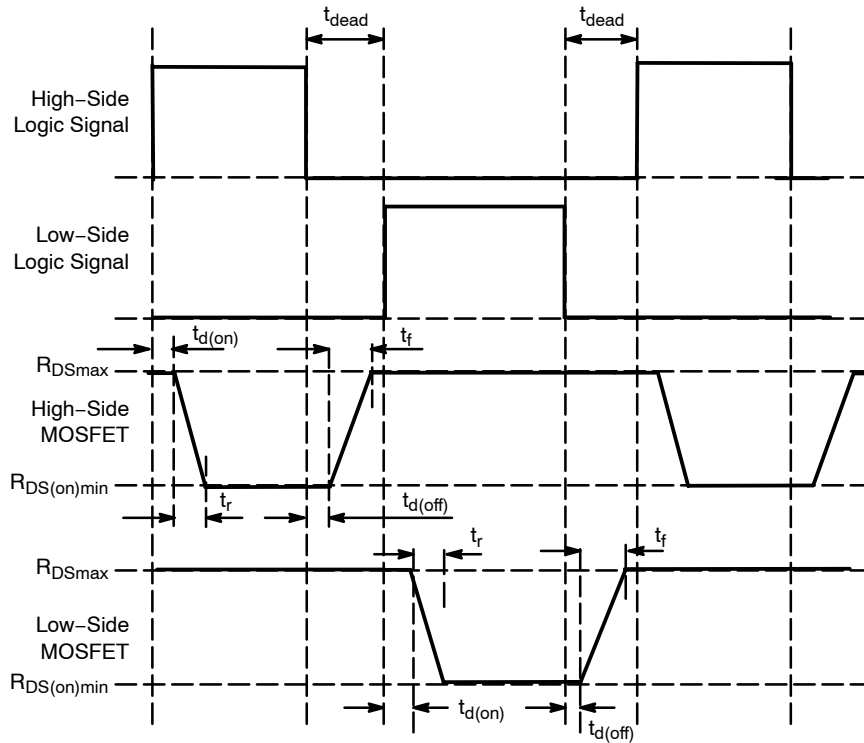 t_dead t_dead
High−Side
Logic Signal
Low−Side
Logic Signal
t_d(on) t_f
R_DSmax
High−Side
MOSFET
R_DS(on)min
t_r t_d(off)
t_r t_f
R_DSmax
Low−Side
MOSFET
R_DS(on)min
t_d(on) t_d(off)